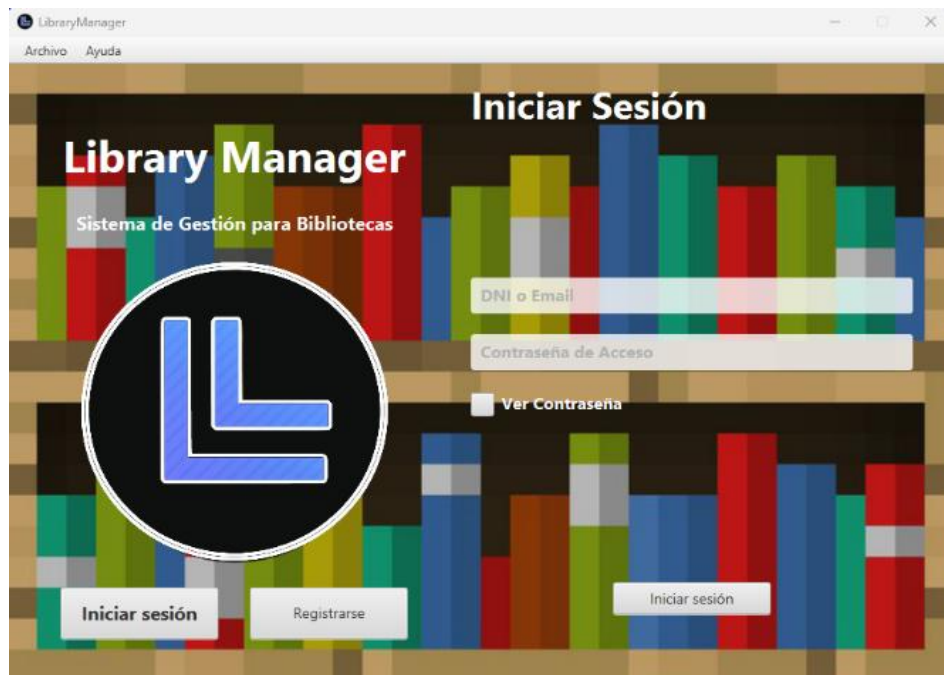 LibraryManager
Archivo Ayuda
Library Manager
Sistema de Gestión para Bibliotecas
Iniciar sesión
Registrarse
Iniciar Sesión
DNI o Email
Contraseña de Acceso
Ver Contraseña
Iniciar sesión